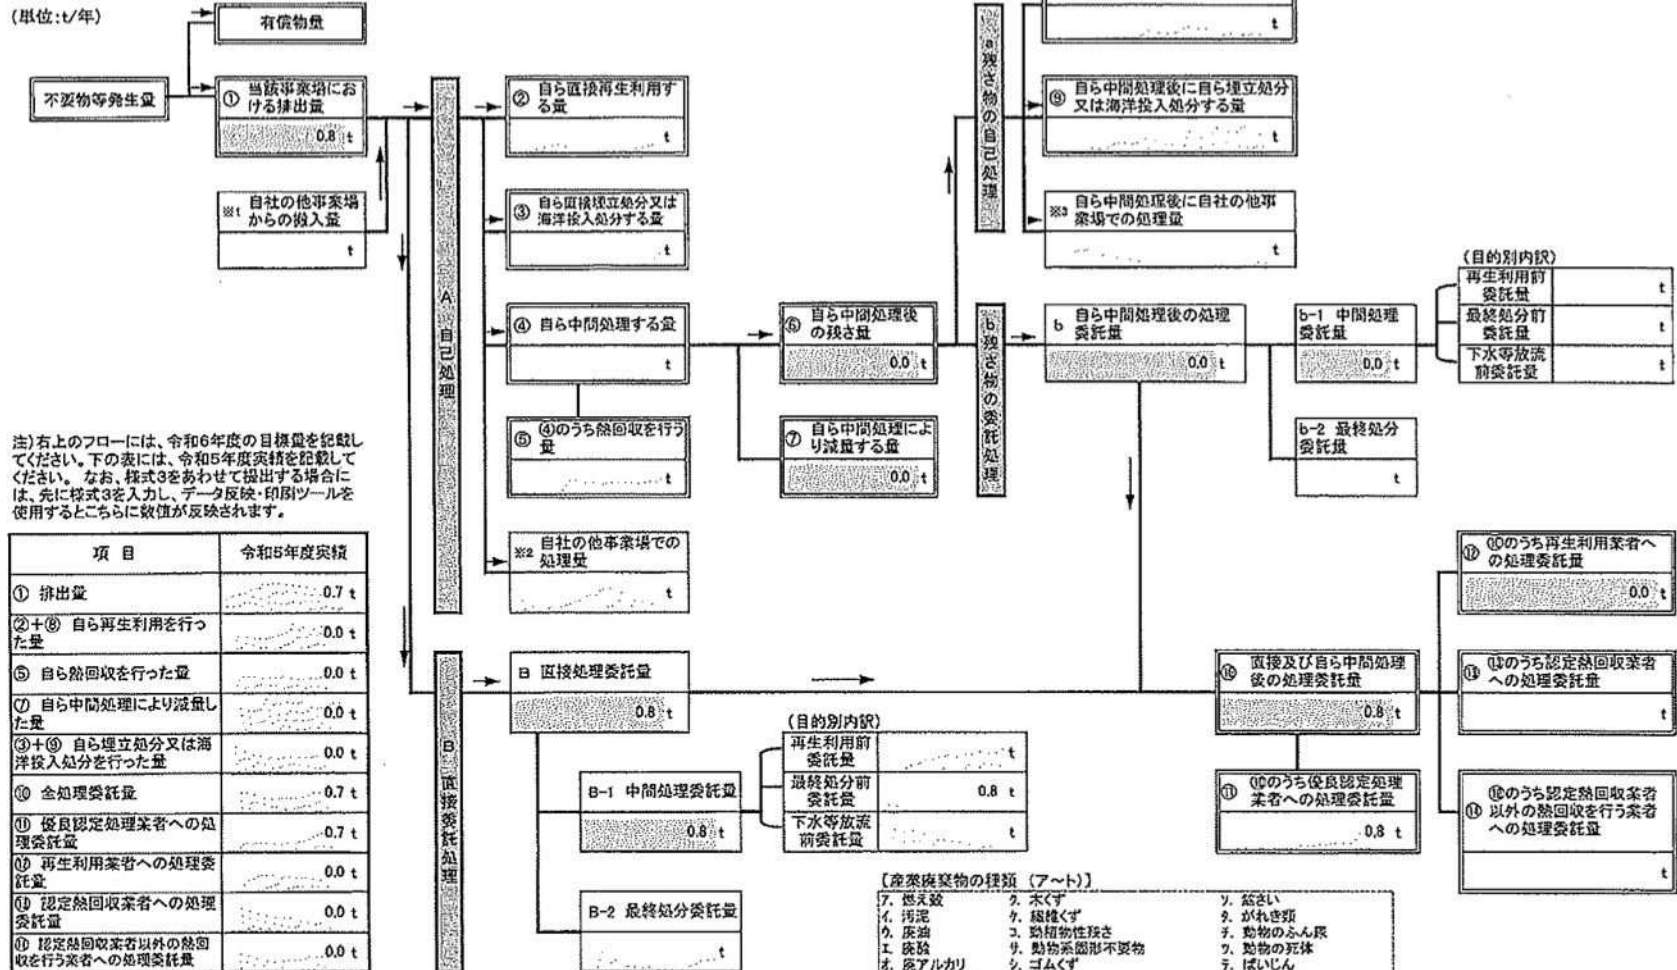 (単位:t/年)
有償物量
不要物等発生量
① 当該事業場における排出量
0.8 t
※1 自社の他事業場からの搬入量
t
A 自己処理
② 自ら直接再生利用する量
t
③ 自ら直接埋立処分又は海洋投入処分する量
t
④ 自ら中間処理する量
t
⑤ ④のうち熱回収を行う量
t
※2 自社の他事業場での処理量
t
⑥ 自ら中間処理後の残さ量
0.0 t
⑦ 自ら中間処理により減量する量
0.0 t
a 残さ物の自己処理
t
⑨ 自ら中間処理後に自ら埋立処分又は海洋投入処分する量
t
※3 自ら中間処理後に自社の他事業場での処理量
t
b 残さ物の委託処理
b 自ら中間処理後の処理委託量
0.0 t
b-1 中間処理委託量
0.0 t
(目的別内訳)
再生利用前委託量 t
最終処分前委託量 t
下水等放流前委託量 t
b-2 最終処分委託量
t
注)右上のフローには、令和6年度の目標量を記載し
てください。下の表には、令和5年度実績を記載して
ください。 なお、様式3をあわせて提出する場合に
は、先に様式3を入力し、データ反映・印刷ツールを
使用するとこちらに数値が反映されます。
項 目 令和5年度実績
① 排出量 0.7 t
②+⑧ 自ら再生利用を行った量 0.0 t
⑤ 自ら熱回収を行った量 0.0 t
⑦ 自ら中間処理により減量した量 0.0 t
③+⑨ 自ら埋立処分又は海洋投入処分を行った量 0.0 t
⑩ 全処理委託量 0.7 t
⑪ 優良認定処理業者への処理委託量 0.7 t
⑫ 再生利用業者への処理委託量 0.0 t
⑬ 認定熱回収業者への処理委託量 0.0 t
⑭ 認定熱回収業者以外の熱回収を行う業者への処理委託量 0.0 t
B 直接委託処理
B 直接処理委託量
0.8 t
B-1 中間処理委託量
0.8 t
(目的別内訳)
再生利用前委託量 t
最終処分前委託量 0.8 t
下水等放流前委託量 t
B-2 最終処分委託量
t
⑩ 直接及び自ら中間処理後の処理委託量
0.8 t
⑪ ⑩のうち優良認定処理業者への処理委託量
0.8 t
⑫ ⑩のうち再生利用業者への処理委託量
0.0 t
⑬ ⑩のうち認定熱回収業者への処理委託量
t
⑭ ⑩のうち認定熱回収業者以外の熱回収を行う業者への処理委託量
t
【産業廃棄物の種類 (ア～ト)】
ア. 燃え殻 ク. 木くず ソ. 鉱さい
イ. 汚泥 ケ. 繊維くず タ. がれき類
ウ. 廃油 コ. 動植物性残さ チ. 動物のふん尿
エ. 廃酸 サ. 動物系固形不要物 ツ. 動物の死体
オ. 廃アルカリ シ. ゴムくず テ. ばいじん